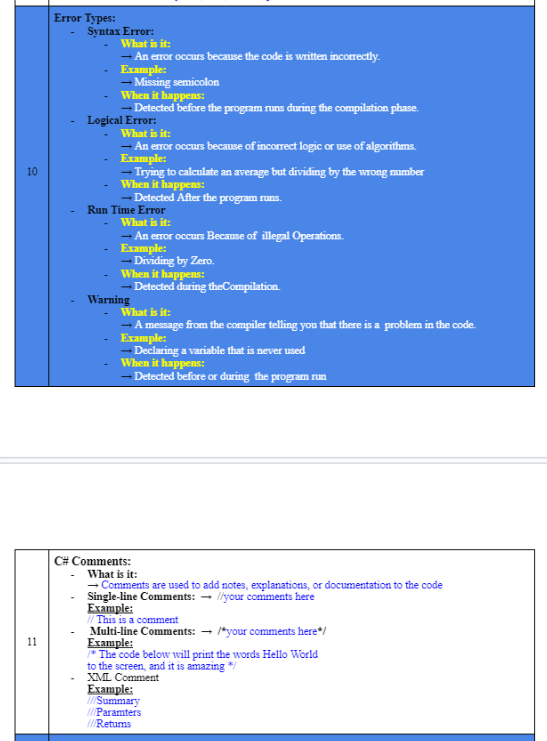 Error Types:
- Syntax Error:
- What is it:
→ An error occurs because the code is written incorrectly.
- Example:
→ Missing semicolon
- When it happens:
→ Detected before the program runs during the compilation phase.
- Logical Error:
- What is it:
→ An error occurs because of incorrect logic or use of algorithms.
- Example:
→ Trying to calculate an average but dividing by the wrong number
- When it happens:
→ Detected After the program runs.
10
- Run Time Error
- What is it:
→ An error occurs Because of illegal Operations.
- Example:
→ Dividing by Zero.
- When it happens:
→ Detected during theCompilation.
- Warning
- What is it:
→ A message from the compiler telling you that there is a problem in the code.
- Example:
→ Declaring a variable that is never used
- When it happens:
→ Detected before or during the program run
C# Comments:
- What is it:
→ Comments are used to add notes, explanations, or documentation to the code
- Single-line Comments: → //your comments here
Example:
// This is a comment
- Multi-line Comments: → /*your comments here*/
11
Example:
/* The code below will print the words Hello World
to the screen, and it is amazing */
- XML Comment
Example:
///Summary
///Paramters
///Returns